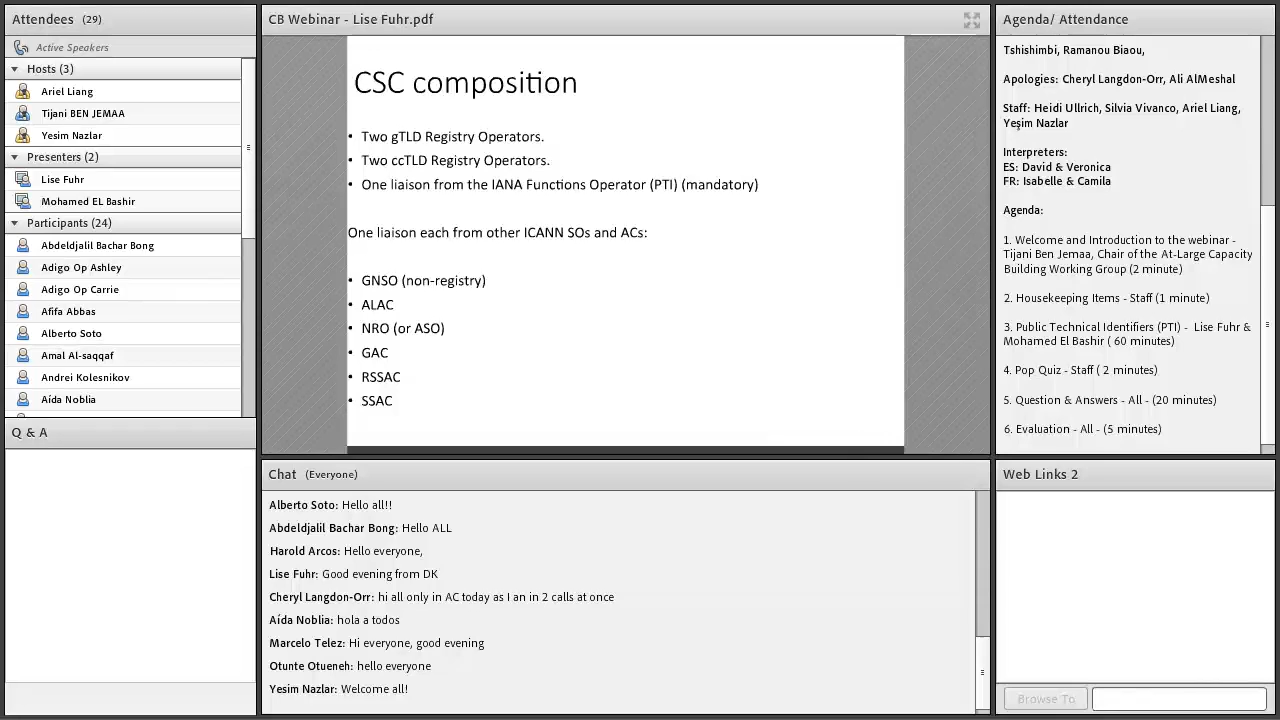 Attendees (29)
Active Speakers
Hosts (3)
Ariel Liang
Tijani BEN JEMAA
Yesim Nazlar
Presenters (2)
Lise Fuhr
Mohamed EL Bashir
Participants (24)
Abdeldjalil Bachar Bong
Adigo Op Ashley
Adigo Op Carrie
Afifa Abbas
Alberto Soto
Amal Al-saqqaf
Andrei Kolesnikov
Aída Noblia
Q & A
CB Webinar - Lise Fuhr.pdf
CSC composition
• Two gTLD Registry Operators.
• Two ccTLD Registry Operators.
• One liaison from the IANA Functions Operator (PTI) (mandatory)
One liaison each from other ICANN SOs and ACs:
• GNSO (non-registry)
• ALAC
• NRO (or ASO)
• GAC
• RSSAC
• SSAC
Chat (Everyone)
Alberto Soto: Hello all!!
Abdeldjalil Bachar Bong: Hello ALL
Harold Arcos: Hello everyone,
Lise Fuhr: Good evening from DK
Cheryl Langdon-Orr: hi all only in AC today as I an in 2 calls at once
Aída Noblia: hola a todos
Marcelo Telez: Hi everyone, good evening
Otunte Otueneh: hello everyone
Yesim Nazlar: Welcome all!
Agenda/ Attendance
Tshishimbi, Ramanou Biaou,
Apologies: Cheryl Langdon-Orr, Ali AlMeshal
Staff: Heidi Ullrich, Silvia Vivanco, Ariel Liang,
Yeşim Nazlar
Interpreters:
ES: David & Veronica
FR: Isabelle & Camila
Agenda:
1. Welcome and Introduction to the webinar -
Tijani Ben Jemaa, Chair of the At-Large Capacity
Building Working Group (2 minute)
2. Housekeeping Items - Staff (1 minute)
3. Public Technical Identifiers (PTI) - Lise Fuhr &
Mohamed El Bashir ( 60 minutes)
4. Pop Quiz - Staff ( 2 minutes)
5. Question & Answers - All - (20 minutes)
6. Evaluation - All - (5 minutes)
Web Links 2
Browse To